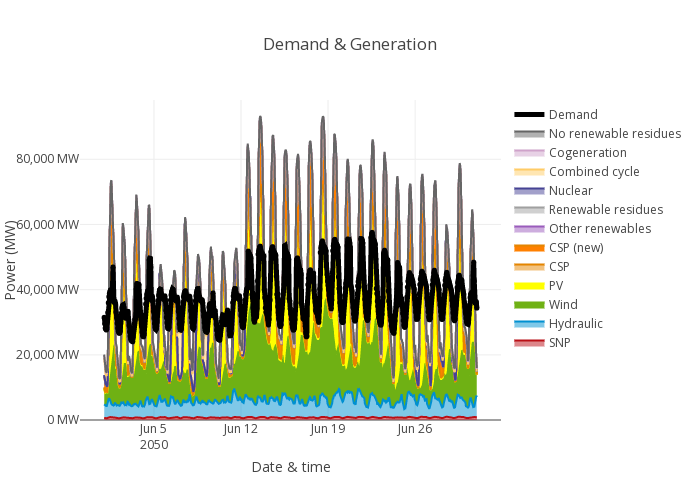 Demand & Generation
Power (MW)
80,000 MW
60,000 MW
40,000 MW
20,000 MW
0 MW
Jun 5
2050
Jun 12
Jun 19
Jun 26
Date & time
Demand
No renewable residues
Cogeneration
Combined cycle
Nuclear
Renewable residues
Other renewables
CSP (new)
CSP
PV
Wind
Hydraulic
SNP